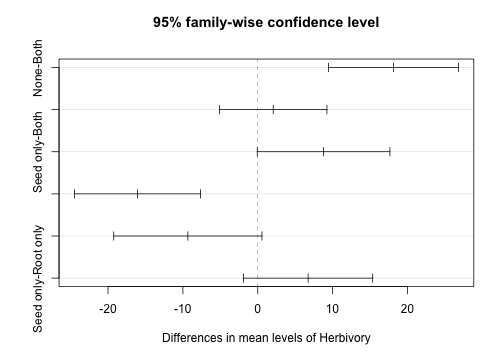 95% family-wise confidence level
None-Both
Seed only-Both
Seed only-Root only
-20 -10 0 10 20
Differences in mean levels of Herbivory